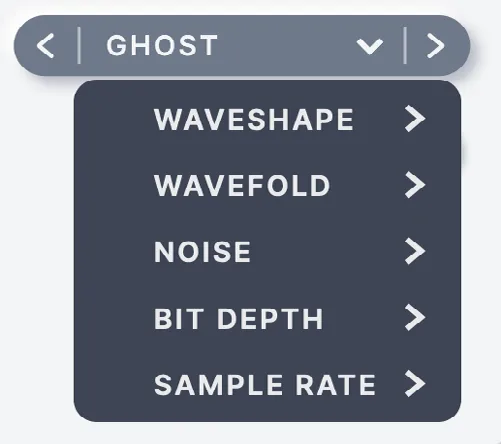 GHOST
WAVESHAPE
WAVEFOLD
NOISE
BIT DEPTH
SAMPLE RATE